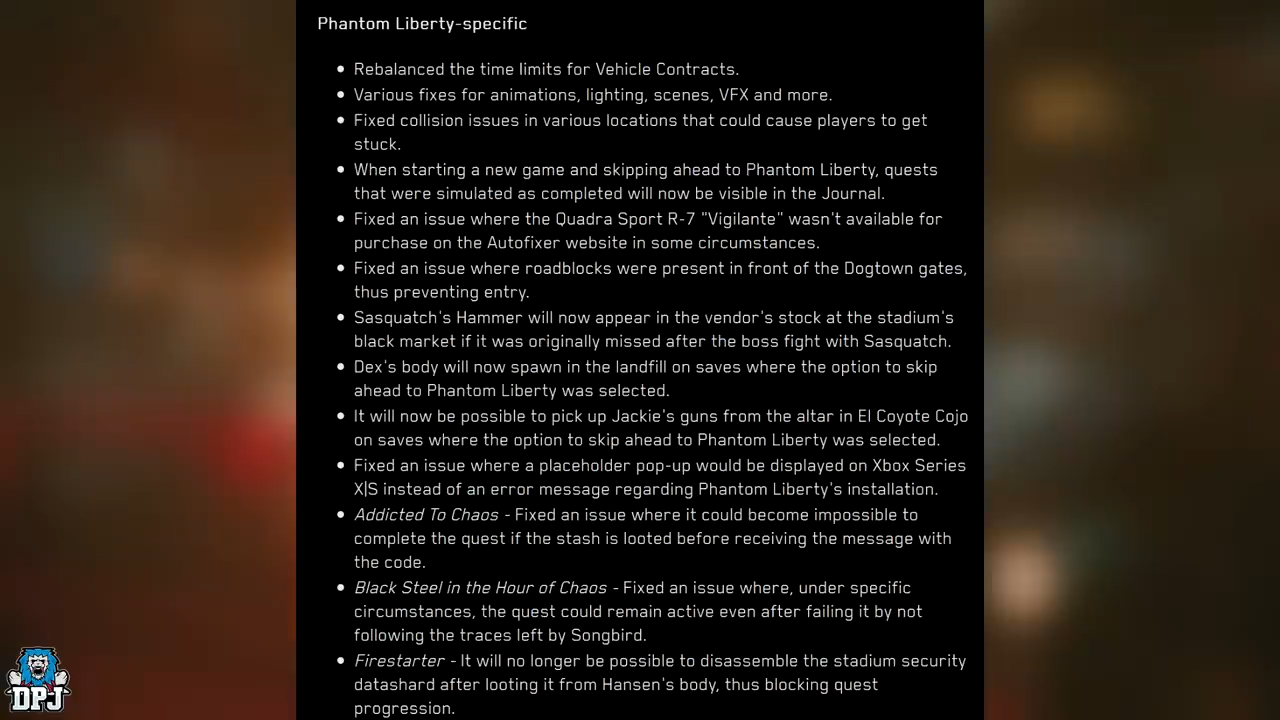 Phantom Liberty-specific
• Rebalanced the time limits for Vehicle Contracts.
• Various fixes for animations, lighting, scenes, VFX and more.
• Fixed collision issues in various locations that could cause players to get
stuck.
• When starting a new game and skipping ahead to Phantom Liberty, quests
that were simulated as completed will now be visible in the Journal.
• Fixed an issue where the Quadra Sport R-7 "Vigilante" wasn't available for
purchase on the Autofixer website in some circumstances.
• Fixed an issue where roadblocks were present in front of the Dogtown gates,
thus preventing entry.
• Sasquatch's Hammer will now appear in the vendor's stock at the stadium's
black market if it was originally missed after the boss fight with Sasquatch.
• Dex's body will now spawn in the landfill on saves where the option to skip
ahead to Phantom Liberty was selected.
• It will now be possible to pick up Jackie's guns from the altar in El Coyote Cojo
on saves where the option to skip ahead to Phantom Liberty was selected.
• Fixed an issue where a placeholder pop-up would be displayed on Xbox Series
X|S instead of an error message regarding Phantom Liberty's installation.
• Addicted To Chaos - Fixed an issue where it could become impossible to
complete the quest if the stash is looted before receiving the message with
the code.
• Black Steel in the Hour of Chaos - Fixed an issue where, under specific
circumstances, the quest could remain active even after failing it by not
following the traces left by Songbird.
• Firestarter - It will no longer be possible to disassemble the stadium security
datashard after looting it from Hansen's body, thus blocking quest
progression.
DPJ